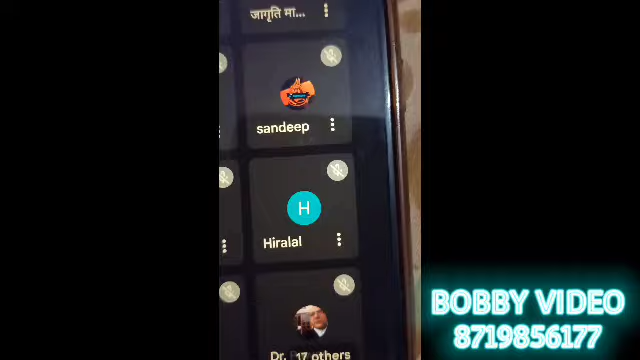 जागृति मा...
sandeep
H
Hiralal
Dr.
17 others
BOBBY VIDEO
8719856177